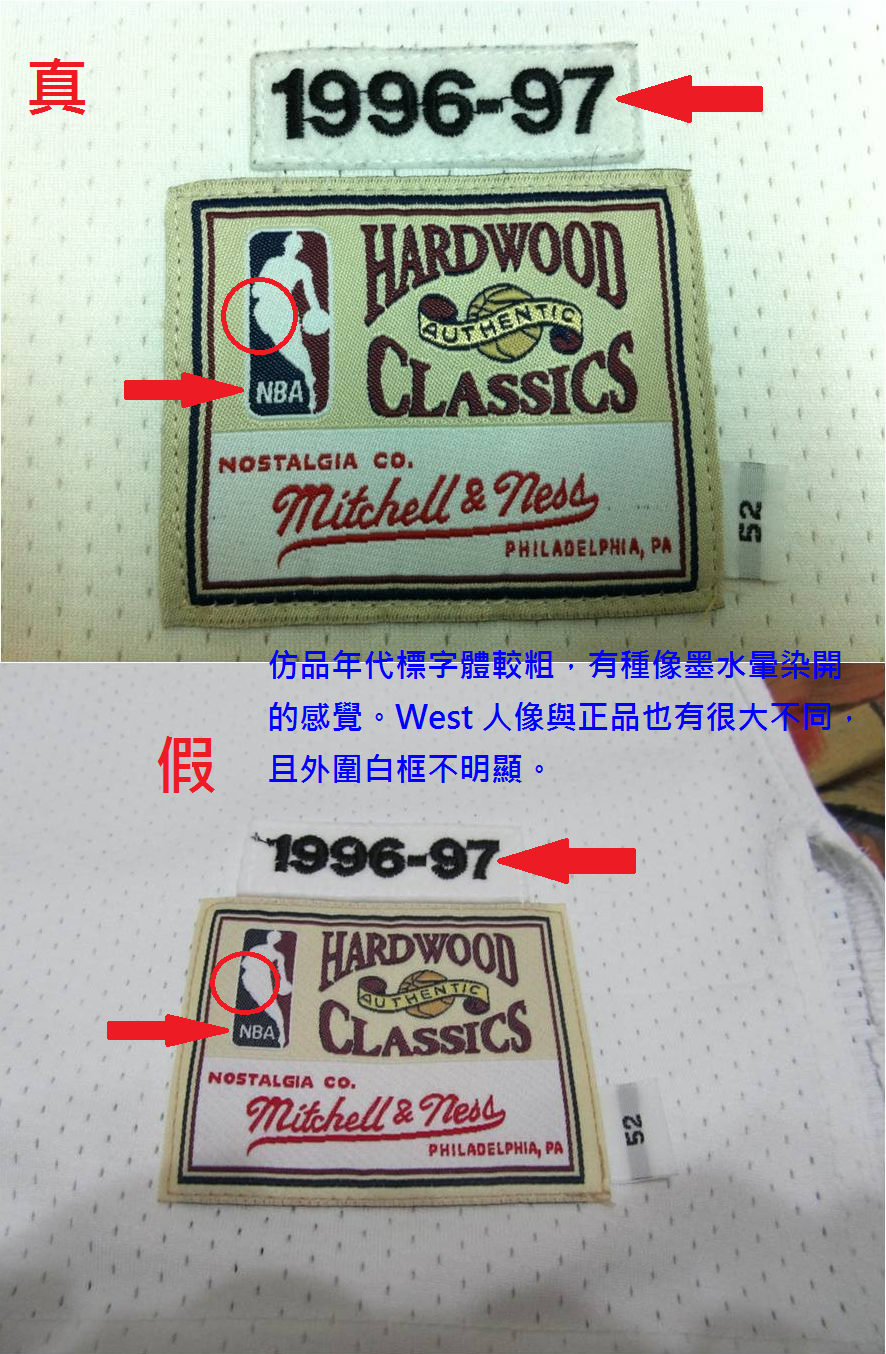 真
1996-97
HARDWOOD
AUTHENTIC
CLASSICS
NBA
NOSTALGIA CO.
Mitchell & Ness
PHILADELPHIA, PA
52
仿品年代標字體較粗，有種像墨水暈染開
的感覺。West 人像與正品也有很大不同，
且外圍白框不明顯。
假
1996-97
HARDWOOD
AUTHENTIC
CLASSICS
NBA
NOSTALGIA CO.
Mitchell & Ness
PHILADELPHIA, PA
52